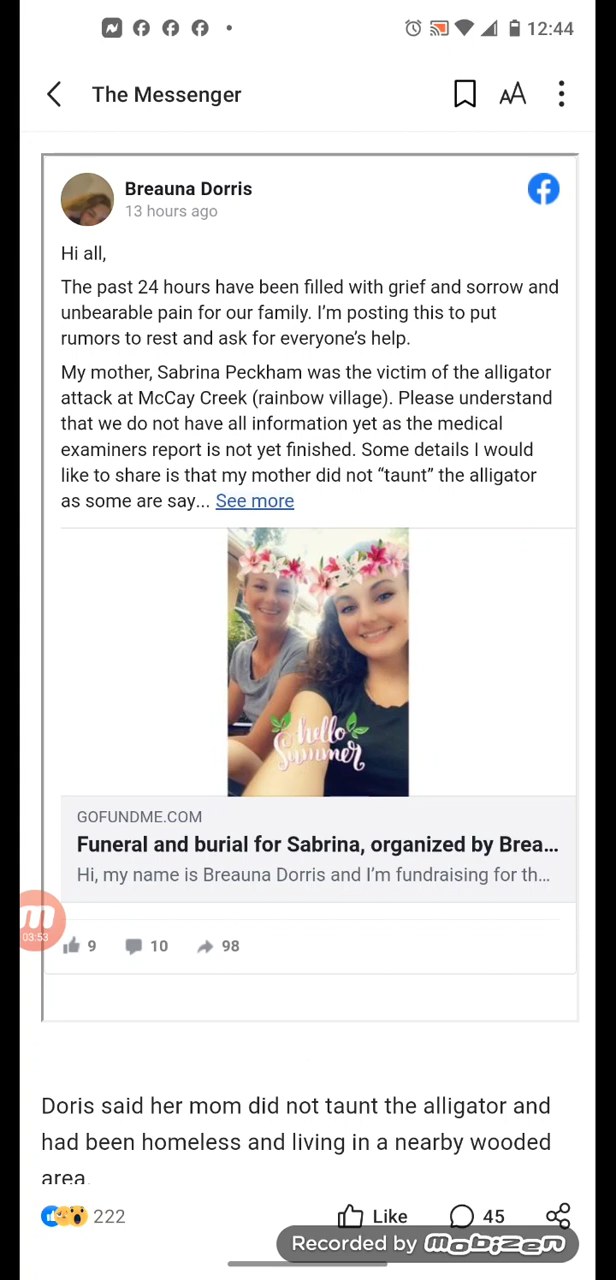 12:44
The Messenger
AA
Breauna Dorris
13 hours ago
Hi all,
The past 24 hours have been filled with grief and sorrow and
unbearable pain for our family. I'm posting this to put
rumors to rest and ask for everyone's help.
My mother, Sabrina Peckham was the victim of the alligator
attack at McCay Creek (rainbow village). Please understand
that we do not have all information yet as the medical
examiners report is not yet finished. Some details I would
like to share is that my mother did not “taunt” the alligator
as some are say... See more
hello
Summer
GOFUNDME.COM
Funeral and burial for Sabrina, organized by Brea...
Hi, my name is Breauna Dorris and I'm fundraising for th...
03:53
9 10 98
Doris said her mom did not taunt the alligator and
had been homeless and living in a nearby wooded
area.
222 Like 45
Recorded by mobizen